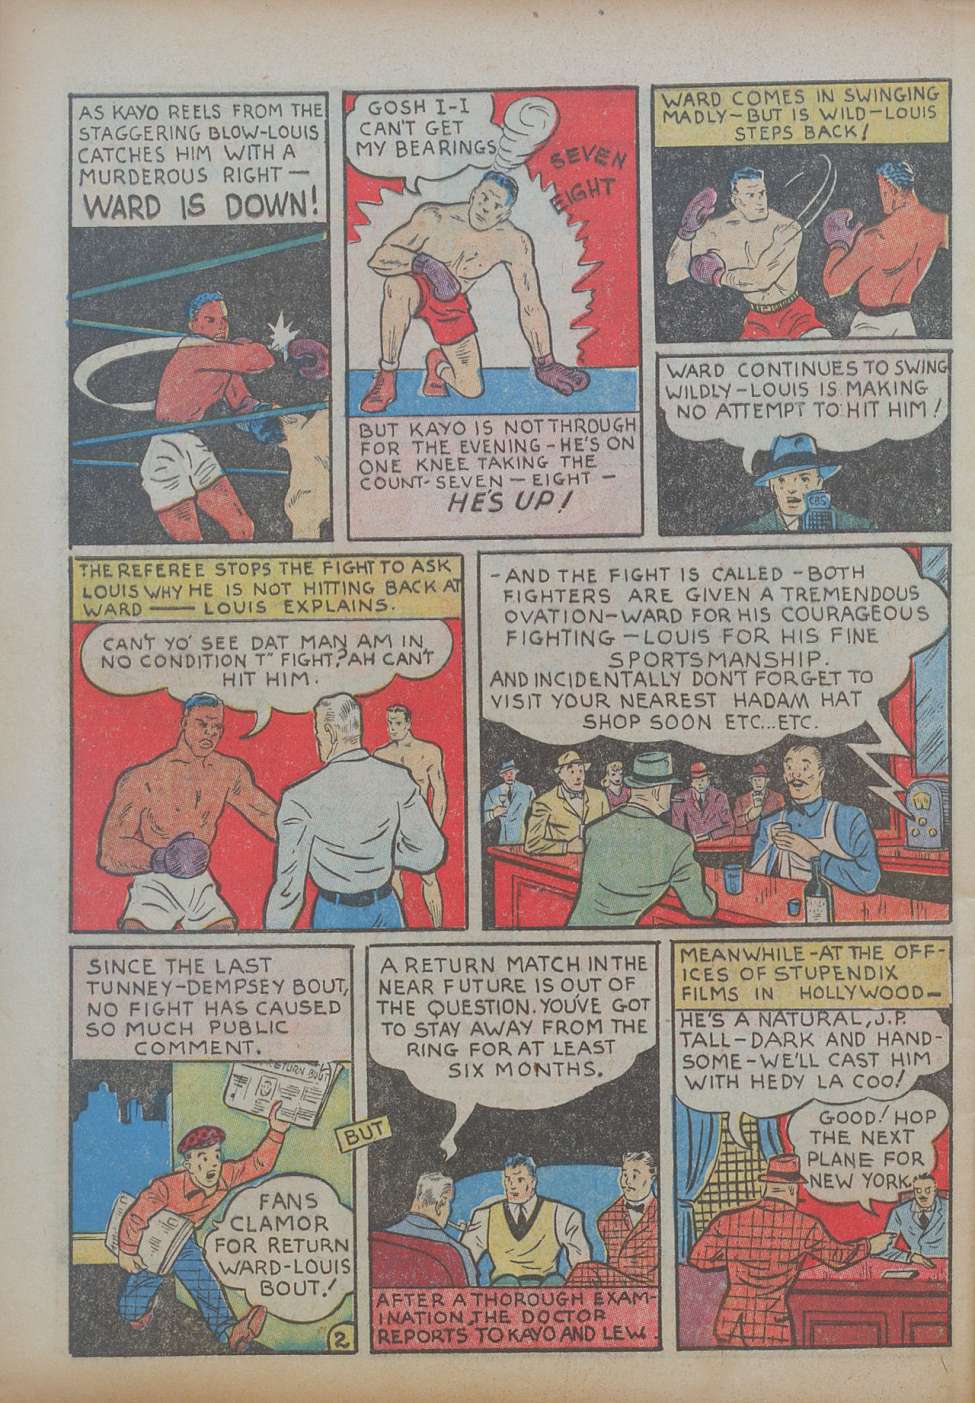 AS KAYO REELS FROM THE
STAGGERING BLOW-LOUIS
CATCHES HIM WITH A
MURDEROUS RIGHT —
WARD IS DOWN!
GOSH I-I
CAN'T GET
MY BEARINGS
SEVEN
EIGHT
BUT KAYO IS NOT THROUGH
FOR THE EVENING - HE'S ON
ONE KNEE TAKING THE
COUNT- SEVEN - EIGHT -
HE'S UP!
WARD COMES IN SWINGING
MADLY - BUT IS WILD - LOUIS
STEPS BACK!
WARD CONTINUES TO SWING
WILDLY - LOUIS IS MAKING
NO ATTEMPT TO HIT HIM!
CBS
THE REFEREE STOPS THE FIGHT TO ASK
LOUIS WHY HE IS NOT HITTING BACK AT
WARD — LOUIS EXPLAINS.
CAN'T YO' SEE DAT MAN AM IN
NO CONDITION T" FIGHT? AH CAN'T
HIT HIM.
- AND THE FIGHT IS CALLED - BOTH
FIGHTERS ARE GIVEN A TREMENDOUS
OVATION - WARD FOR HIS COURAGEOUS
FIGHTING - LOUIS FOR HIS FINE
SPORTSMANSHIP.
AND INCIDENTALLY DON'T FORGET TO
VISIT YOUR NEAREST HADAM HAT
SHOP SOON ETC...ETC.
SINCE THE LAST
TUNNEY-DEMPSEY BOUT,
NO FIGHT HAS CAUSED
SO MUCH PUBLIC
COMMENT.
RETURN BOUT
FANS
CLAMOR
FOR RETURN
WARD-LOUIS
BOUT!
2
BUT
A RETURN MATCH IN THE
NEAR FUTURE IS OUT OF
THE QUESTION. YOU'VE GOT
TO STAY AWAY FROM THE
RING FOR AT LEAST
SIX MONTHS.
AFTER A THOROUGH EXAM-
INATION, THE DOCTOR
REPORTS TO KAYO AND LEW.
MEANWHILE - AT THE OFF-
ICES OF STUPENDIX
FILMS IN HOLLYWOOD -
HE'S A NATURAL, J.P.
TALL - DARK AND HAND-
SOME - WE'LL CAST HIM
WITH HEDY LA COO!
GOOD! HOP
THE NEXT
PLANE FOR
NEW YORK